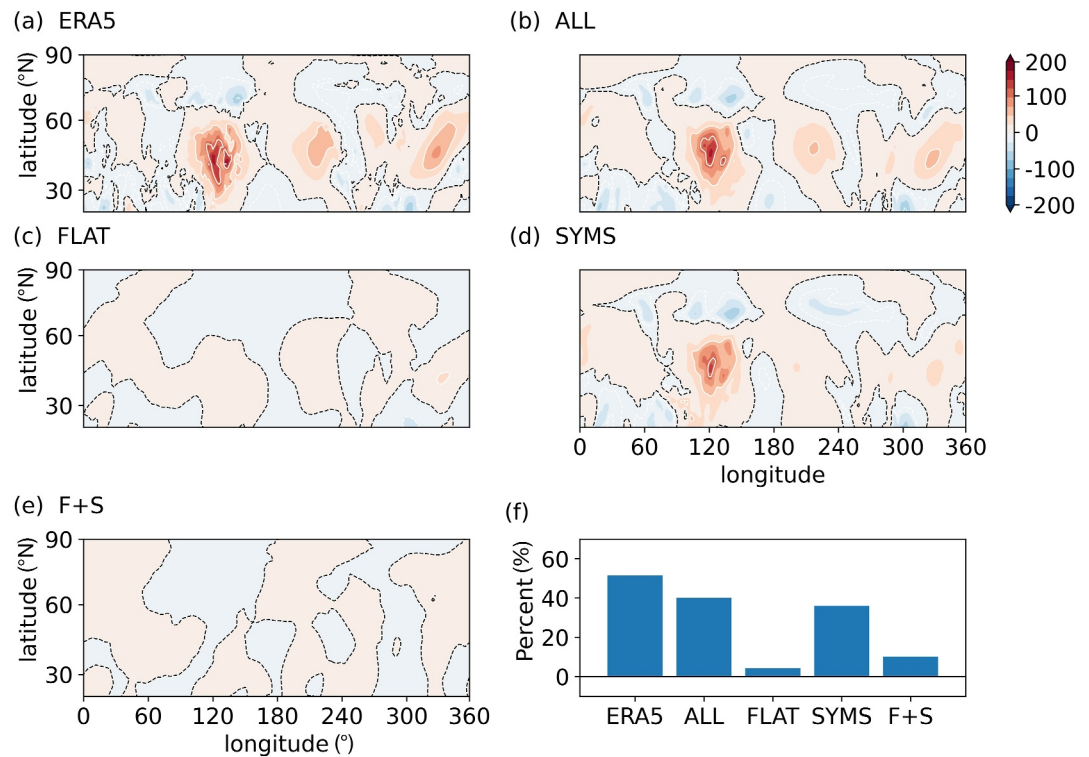 (a) ERA5
(b) ALL
latitude (°N)
90
60
30
200
100
0
-100
-200
(c) FLAT
(d) SYMS
latitude (°N)
90
60
30
0 60 120 180 240 300 360
longitude
(e) F+S
(f)
latitude (°N)
90
60
30
0 60 120 180 240 300 360
longitude (°)
Percent (%)
60
40
20
0
ERA5 ALL FLAT SYMS F+S